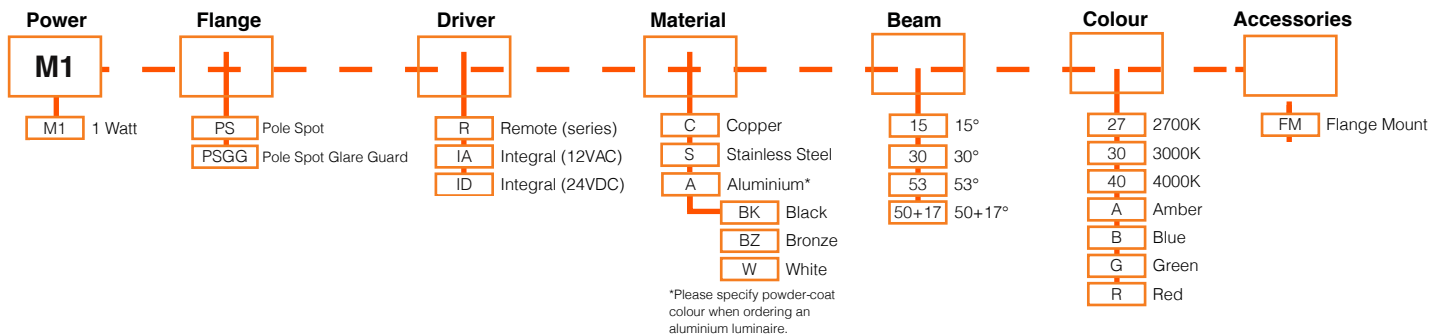 Power
Flange
Driver
Material
Beam
Colour
Accessories
M1
M1 1 Watt
PS Pole Spot
PSGG Pole Spot Glare Guard
R Remote (series)
IA Integral (12VAC)
ID Integral (24VDC)
C Copper
S Stainless Steel
A Aluminium*
BK Black
BZ Bronze
W White
*Please specify powder-coat
colour when ordering an
aluminium luminaire.
15 15°
30 30°
53 53°
50+17 50+17°
27 2700K
30 3000K
40 4000K
A Amber
B Blue
G Green
R Red
FM Flange Mount